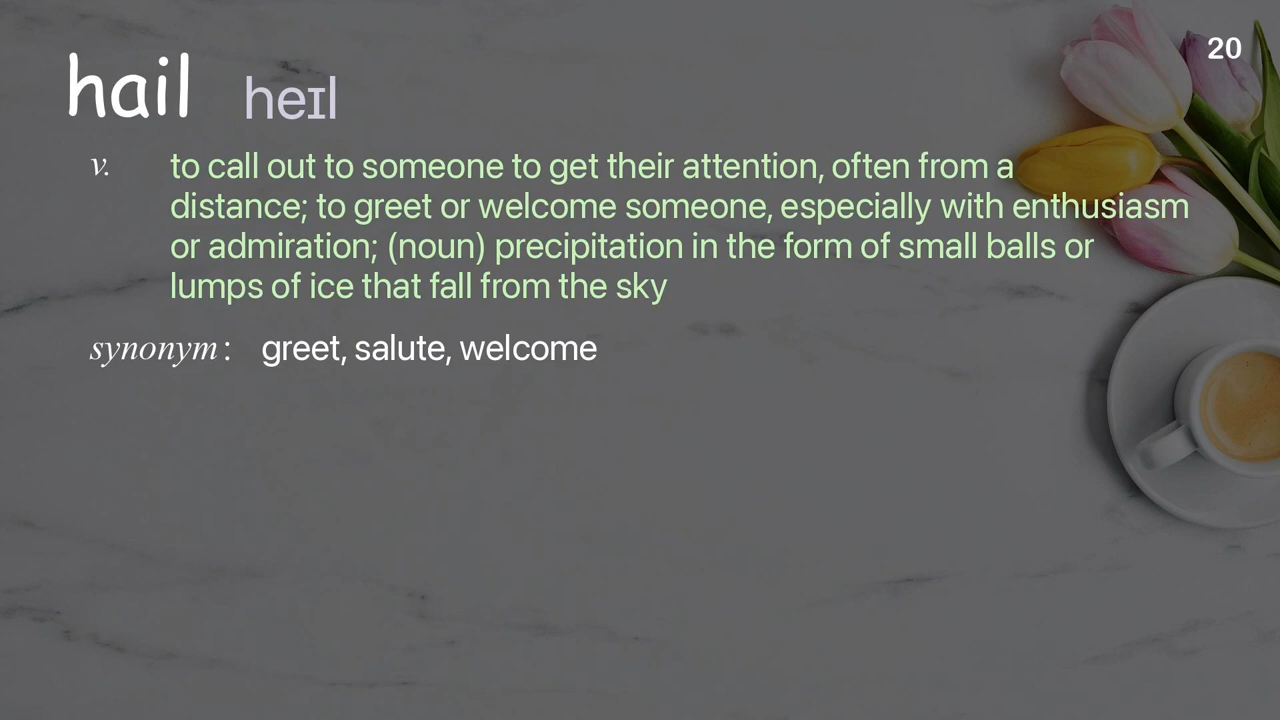 20
hail heɪl
v. to call out to someone to get their attention, often from a
distance; to greet or welcome someone, especially with enthusiasm
or admiration; (noun) precipitation in the form of small balls or
lumps of ice that fall from the sky
synonym : greet, salute, welcome